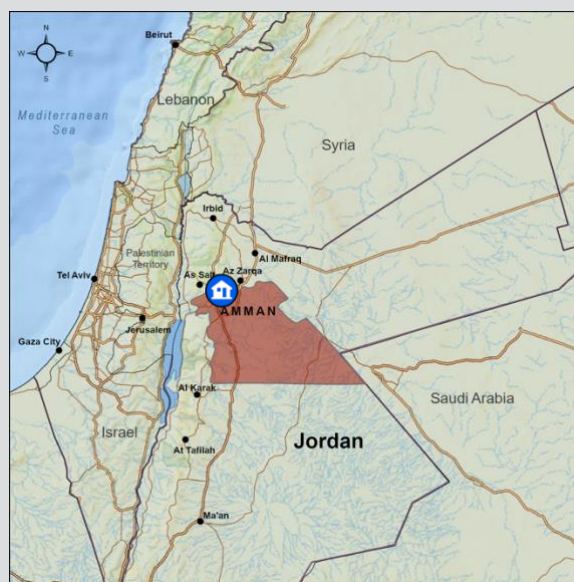 N
W E
S
Beirut
Lebanon
Mediterranean
Sea
Syria
Irbid
Palestinian
Territory
Al Mafraq
Tel Aviv
As Salt
Az Zarqa
AMMAN
Jerusalem
Gaza City
Al Karak
Saudi Arabia
Israel
Jordan
At Tafilah
Ma'an